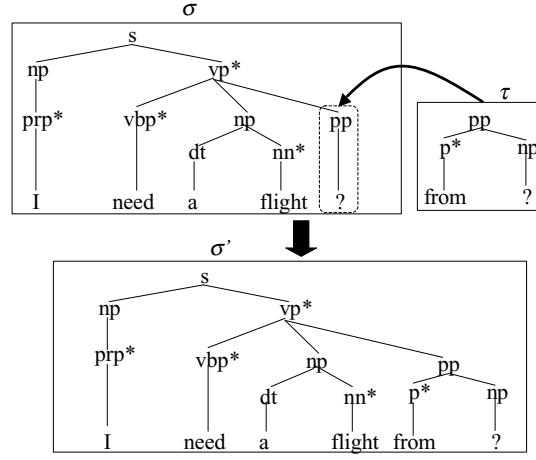 σ
s
np vp*
prp* vbp* np pp
dt nn*
I need a flight ?
τ
pp
p* np
from ?
σ’
s
np vp*
prp* vbp* np pp
dt nn* p* np
I need a flight from ?